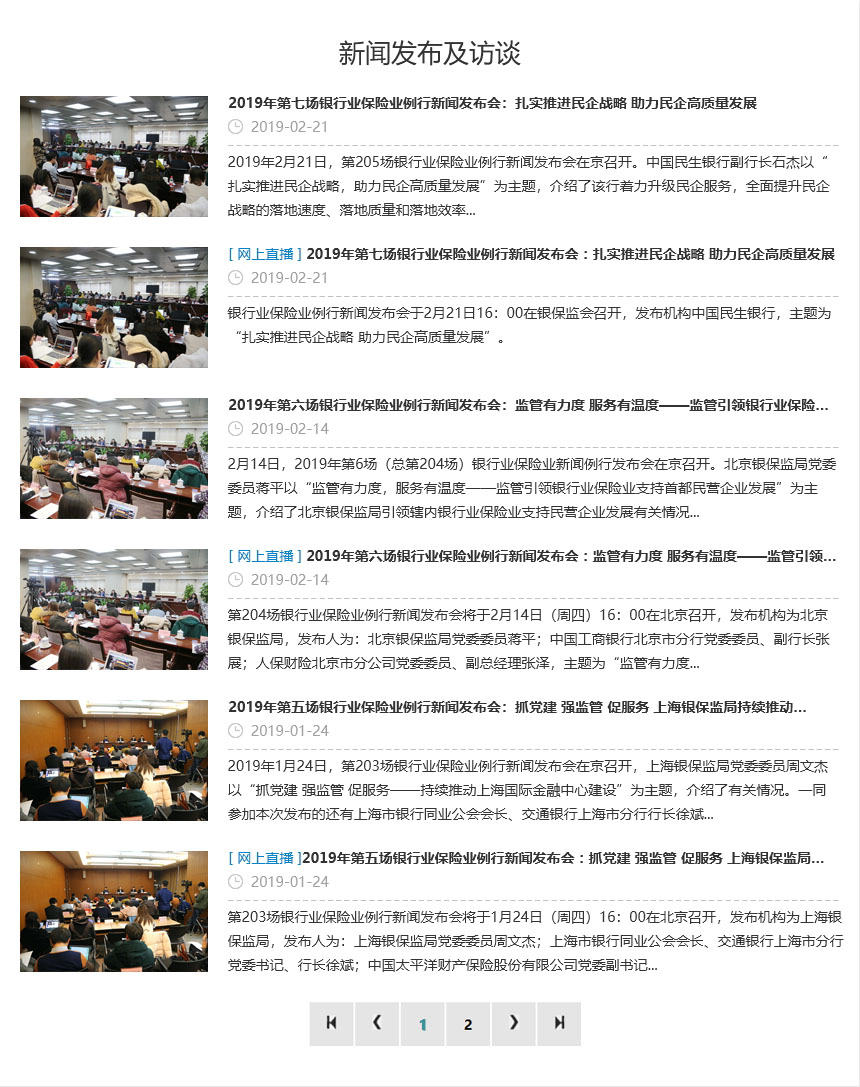 新闻发布及访谈
2019年第七场银行业保险业例行新闻发布会：扎实推进民企战略 助力民企高质量发展
2019-02-21
2019年2月21日，第205场银行业保险业例行新闻发布会在京召开。中国民生银行副行长石杰以“
扎实推进民企战略，助力民企高质量发展”为主题，介绍了该行着力升级民企服务，全面提升民企
战略的落地速度、落地质量和落地效率...
[ 网上直播 ] 2019年第七场银行业保险业例行新闻发布会：扎实推进民企战略 助力民企高质量发展
2019-02-21
银行业保险业例行新闻发布会于2月21日16：00在银保监会召开，发布机构中国民生银行，主题为
“扎实推进民企战略 助力民企高质量发展”。
2019年第六场银行业保险业例行新闻发布会：监管有力度 服务有温度——监管引领银行业保险...
2019-02-14
2月14日，2019年第6场（总第204场）银行业保险业新闻例行发布会在京召开。北京银保监局党委
委员蒋平以“监管有力度，服务有温度——监管引领银行业保险业支持首都民营企业发展”为主
题，介绍了北京银保监局引领辖内银行业保险业支持民营企业发展有关情况...
[ 网上直播 ] 2019年第六场银行业保险业例行新闻发布会：监管有力度 服务有温度——监管引领...
2019-02-14
第204场银行业保险业例行新闻发布会将于2月14日（周四）16：00在北京召开，发布机构为北京
银保监局，发布人为：北京银保监局党委委员蒋平；中国工商银行北京市分行党委委员、副行长张
展；人保财险北京市分公司党委委员、副总经理张泽，主题为“监管有力度...
2019年第五场银行业保险业例行新闻发布会：抓党建 强监管 促服务 上海银保监局持续推动...
2019-01-24
2019年1月24日，第203场银行业保险业例行新闻发布会在京召开，上海银保监局党委委员周文杰
以“抓党建 强监管 促服务——持续推动上海国际金融中心建设”为主题，介绍了有关情况。一同
参加本次发布的还有上海市银行同业公会会长、交通银行上海市分行行长徐斌...
[ 网上直播 ]2019年第五场银行业保险业例行新闻发布会：抓党建 强监管 促服务 上海银保监局...
2019-01-24
第203场银行业保险业例行新闻发布会将于1月24日（周四）16：00在北京召开，发布机构为上海银
保监局，发布人为：上海银保监局党委委员周文杰；上海市银行同业公会会长、交通银行上海市分行
党委书记、行长徐斌；中国太平洋财产保险股份有限公司党委副书记...
1 2